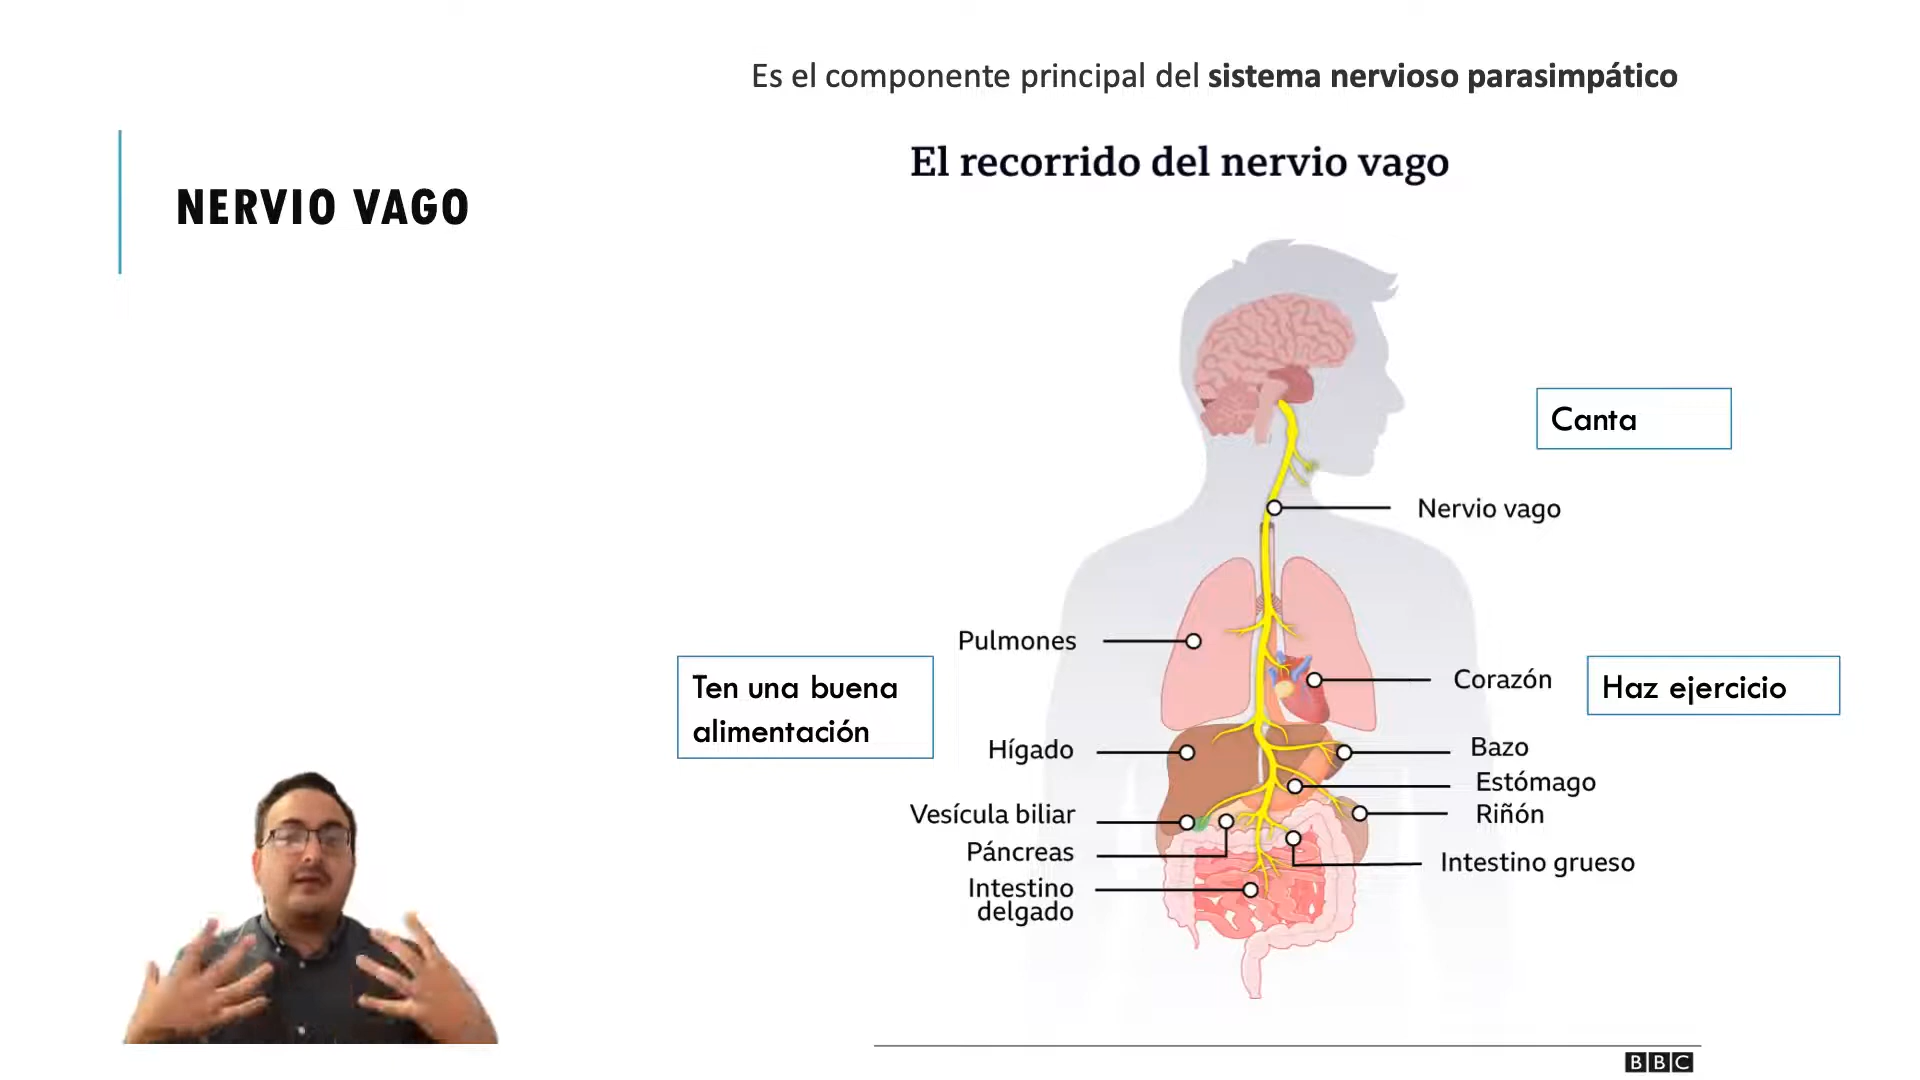 Es el componente principal del sistema nervioso parasimpático
El recorrido del nervio vago
NERVIO VAGO
Canta
Nervio vago
Pulmones
Corazón
Haz ejercicio
Ten una buena
alimentación
Hígado
Bazo
Estómago
Vesícula biliar
Riñón
Páncreas
Intestino grueso
Intestino
delgado
BBC